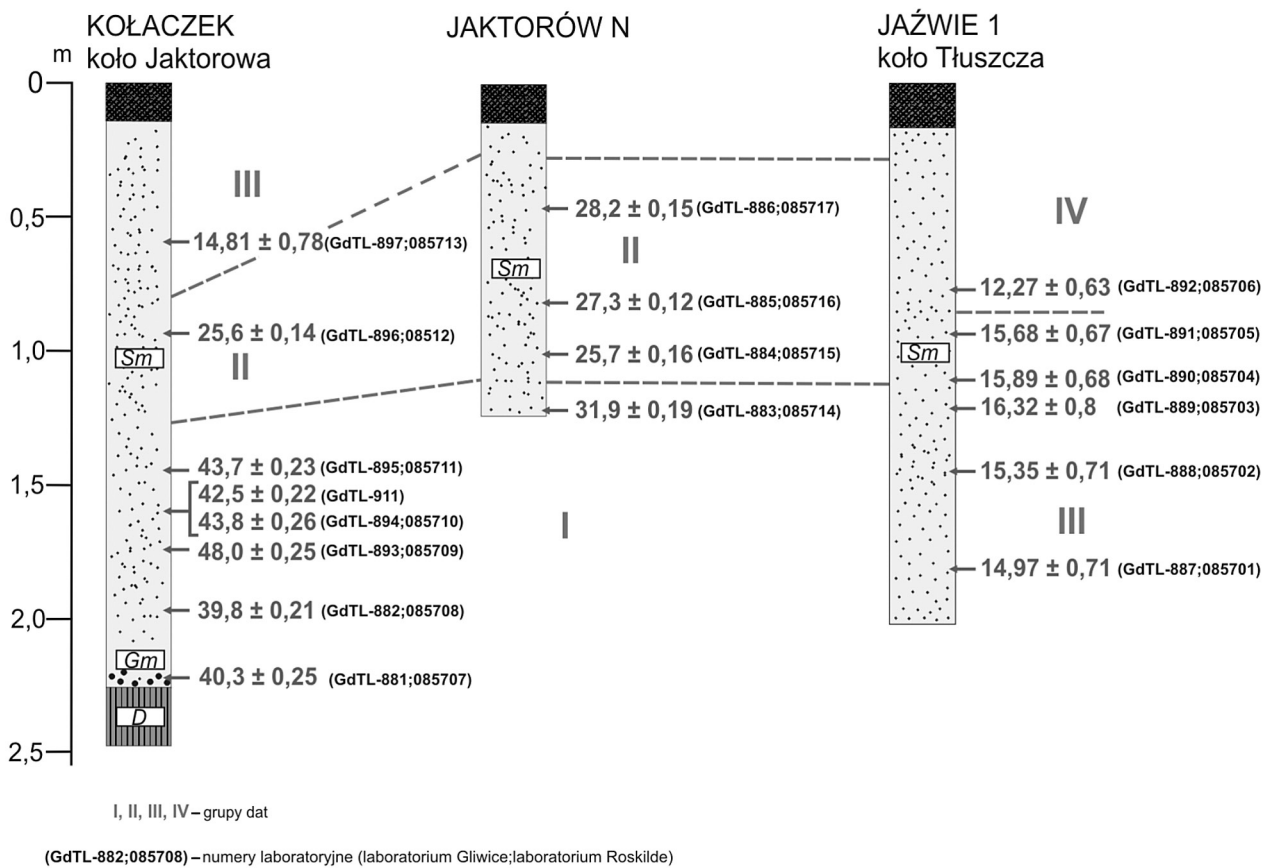 KOŁACZEK
koło Jaktorowa
JAKTORÓW N
JAŹWIE 1
koło Tłuszcza
m
0
0,5
1,0
1,5
2,0
2,5
III
14,81 ± 0,78 (GdTL-897;085713)
25,6 ± 0,14 (GdTL-896;08512)
Sm
II
43,7 ± 0,23 (GdTL-895;085711)
42,5 ± 0,22 (GdTL-911)
43,8 ± 0,26 (GdTL-894;085710)
48,0 ± 0,25 (GdTL-893;085709)
39,8 ± 0,21 (GdTL-882;085708)
Gm
40,3 ± 0,25 (GdTL-881;085707)
D
28,2 ± 0,15 (GdTL-886;085717)
II
Sm
27,3 ± 0,12 (GdTL-885;085716)
25,7 ± 0,16 (GdTL-884;085715)
31,9 ± 0,19 (GdTL-883;085714)
I
IV
12,27 ± 0,63 (GdTL-892;085706)
15,68 ± 0,67 (GdTL-891;085705)
Sm
15,89 ± 0,68 (GdTL-890;085704)
16,32 ± 0,8 (GdTL-889;085703)
15,35 ± 0,71 (GdTL-888;085702)
III
14,97 ± 0,71 (GdTL-887;085701)
I, II, III, IV – grupy dat
(GdTL-882;085708) – numery laboratoryjne (laboratorium Gliwice;laboratorium Roskilde)